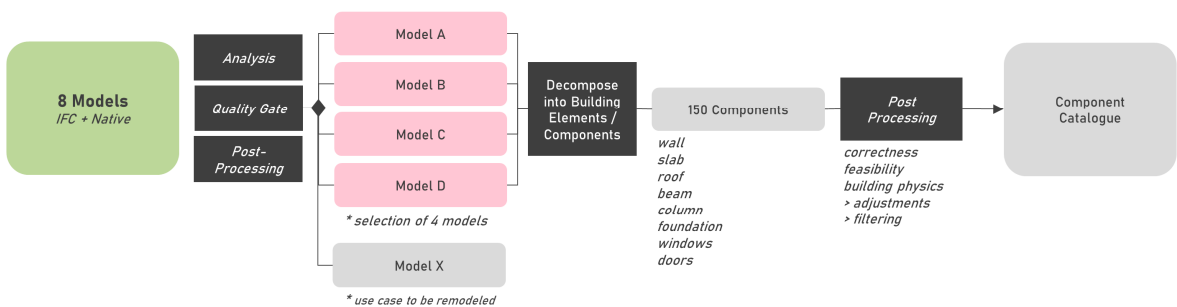 8 Models
IFC + Native
Analysis
Quality Gate
Post-
Processing
Model A
Model B
Model C
Model D
* selection of 4 models
Model X
* use case to be remodeled
Decompose
into Building
Elements /
Components
150 Components
wall
slab
roof
beam
column
foundation
windows
doors
Post
Processing
correctness
feasibility
building physics
> adjustments
> filtering
Component
Catalogue